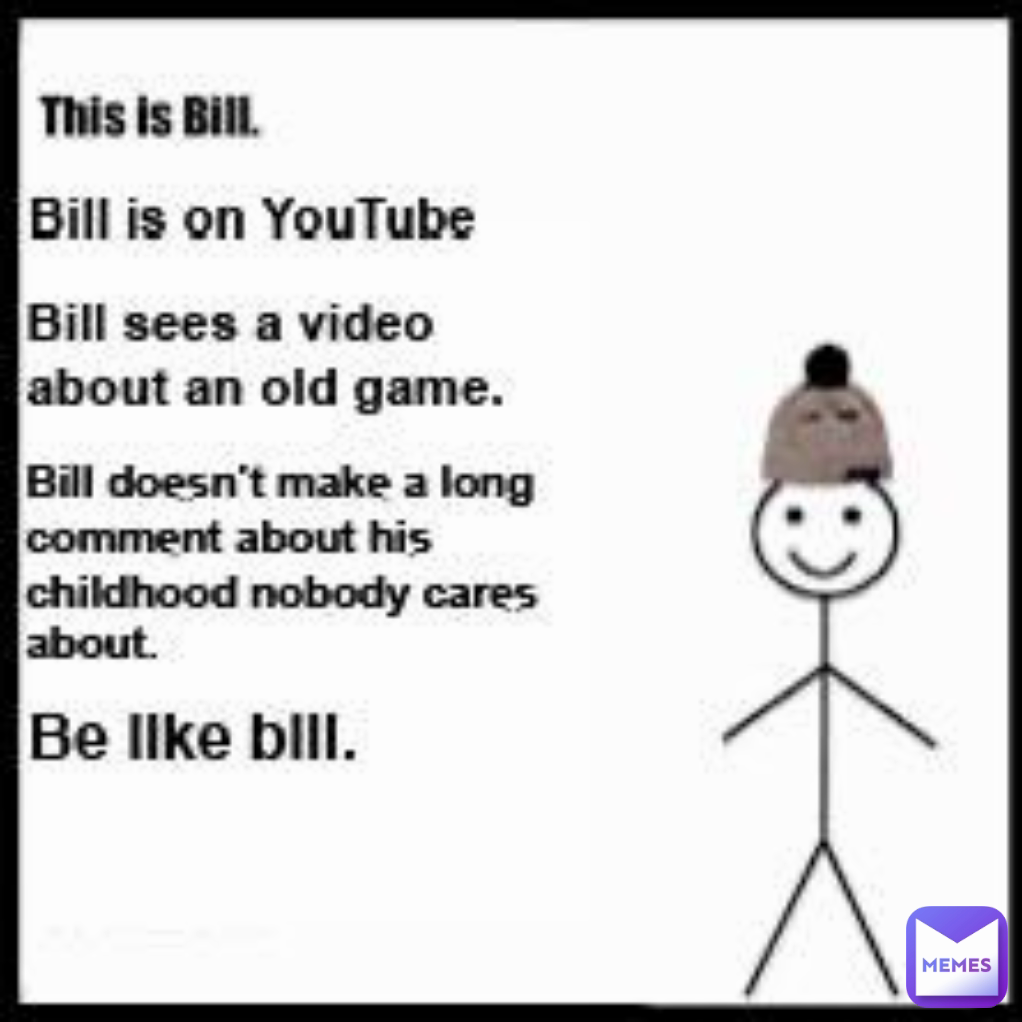 This is Bill.
Bill is on YouTube
Bill sees a video
about an old game.
Bill doesn't make a long
comment about his
childhood nobody cares
about.
Be like bill.
MEMES